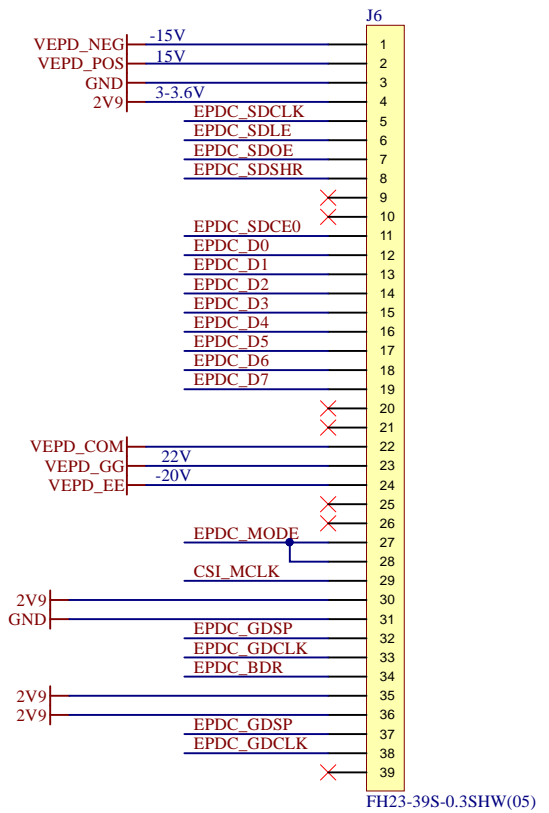 J6
VEPD_NEG -15V 1
VEPD_POS 15V 2
GND 3
2V9 3-3.6V 4
EPDC_SDCLK 5
EPDC_SDLE 6
EPDC_SDOE 7
EPDC_SDSHR 8
9
10
EPDC_SDCE0 11
EPDC_D0 12
EPDC_D1 13
EPDC_D2 14
EPDC_D3 15
EPDC_D4 16
EPDC_D5 17
EPDC_D6 18
EPDC_D7 19
20
21
VEPD_COM 22
VEPD_GG 22V 23
VEPD_EE -20V 24
25
26
EPDC_MODE 27
28
CSI_MCLK 29
2V9 30
GND 31
EPDC_GDSP 32
EPDC_GDCLK 33
EPDC_BDR 34
2V9 35
2V9 36
EPDC_GDSP 37
EPDC_GDCLK 38
39
FH23-39S-0.3SHW(05)